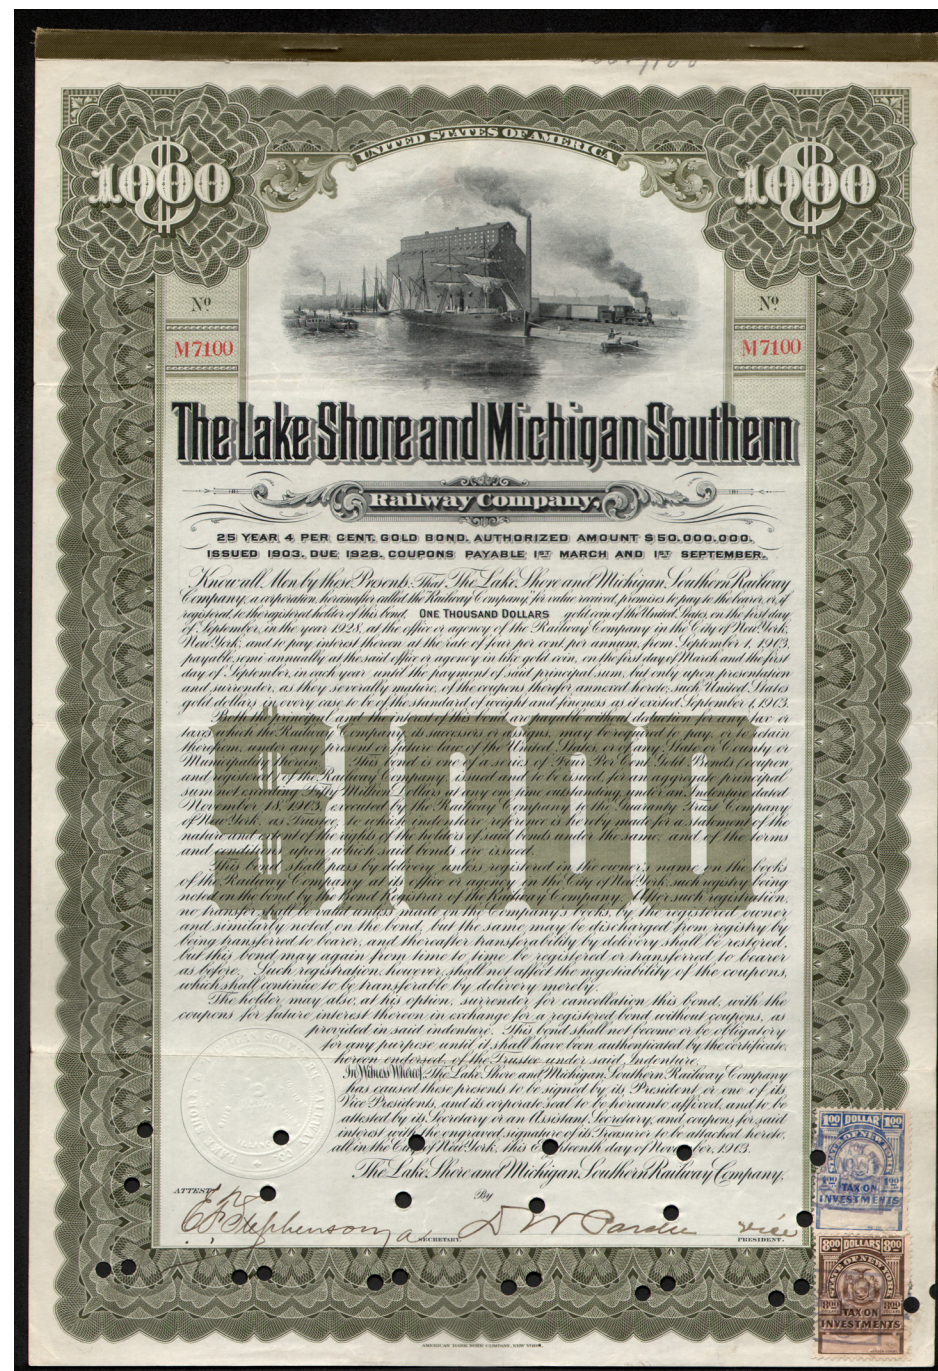 UNITED STATES OF AMERICA
$1000 $1000
Nº Nº
M7100 M7100
The Lake Shore and Michigan Southern
Railway Company,
25 YEAR 4 PER CENT. GOLD BOND. AUTHORIZED AMOUNT $50.000.000.
ISSUED 1903. DUE 1928. COUPONS PAYABLE 1ST MARCH AND 1ST SEPTEMBER.
Know all Men by these Presents: That The Lake Shore and Michigan Southern Railway
Company, a corporation, hereinafter called the Railway Company, for value received, promises to pay to the bearer, or, if
registered, to the registered holder of this bond, ONE THOUSAND DOLLARS gold coin of the United States, on the first day
of September, in the year 1928, at the office or agency of the Railway Company in the City of New York,
New York, and to pay interest thereon at the rate of four per cent per annum, from September 1, 1903,
payable semi annually at the said office or agency in like gold coin, on the first day of March and the first
day of September, in each year until the payment of said principal sum, but only upon presentation
and surrender, as they severally mature, of the coupons therefor annexed hereto; such United States
gold dollars in every case to be of the standard of weight and fineness as it existed September 1, 1903.
Both the principal and the interest of this bond are payable without deduction for any tax or
taxes which the Railway Company, its successors or assigns, may be required to pay, or to retain
therefrom, under any present or future law of the United States, or of any State or County or
Municipality therein. This bond is one of a series of Four Per Cent. Gold Bonds (coupon
and registered) of the Railway Company, issued and to be issued, for an aggregate principal
sum not exceeding Fifty Million Dollars at any one time outstanding, under an indenture dated
November 18, 1903, executed by the Railway Company to the Guaranty Trust Company
of New York, as Trustee, to which indenture reference is hereby made for a statement of the
nature and extent of the rights of the holders of said bonds under the same, and of the terms
and conditions upon which said bonds are issued.
This bond shall pass by delivery unless registered in the owner's name on the books
of the Railway Company at its office or agency in the City of New York, such registry being
noted on the bond by the Bond Registrar of the Railway Company. After such registration,
no transfer shall be valid unless made on the Company's books, by the registered owner
and similarly noted on the bond, but the same may be discharged from registry by
being transferred to bearer, and thereafter transferability by delivery shall be restored,
but this bond may again from time to time be registered or transferred to bearer
as before. Such registration, however, shall not affect the negotiability of the coupons,
which shall continue to be transferable by delivery merely.
The holder may also, at his option, surrender for cancellation this bond, with the
coupons for future interest thereon in exchange for a registered bond without coupons, as
provided in said indenture. This bond shall not become or be obligatory
for any purpose until it shall have been authenticated by the certificate,
hereon endorsed, of the Trustee under said Indenture.
In Witness Whereof, The Lake Shore and Michigan Southern Railway Company
has caused these presents to be signed by its President or one of its
Vice Presidents, and its corporate seal to be hereunto affixed, and to be
attested by its Secretary or an Assistant Secretary, and coupons for said
interest with the engraved signature of its Treasurer to be attached hereto,
all in the City of New York, this Eighteenth day of November, 1903.
The Lake Shore and Michigan Southern Railway Company,
$1000
ATTEST: By
SECRETARY. PRESIDENT.
1.00 DOLLAR 1.00
STATE OF NEW YORK
TAX ON
INVESTMENTS
8.00 DOLLARS 8.00
STATE OF NEW YORK
TAX ON
INVESTMENTS
AMERICAN BANK NOTE COMPANY, NEW YORK.